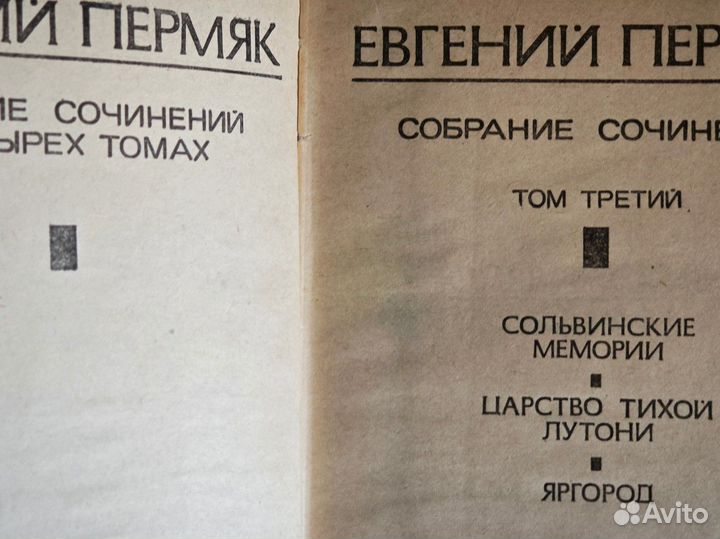 ИЙ ПЕРМЯК
ИЕ СОЧИНЕНИЙ
ЫРЕХ ТОМАХ
ЕВГЕНИЙ ПЕР
СОБРАНИЕ СОЧИНЕ
ТОМ ТРЕТИЙ
СОЛЬВИНСКИЕ
МЕМОРИИ
ЦАРСТВО ТИХОЙ
ЛУТОНИ
ЯРГОРОД
Avito